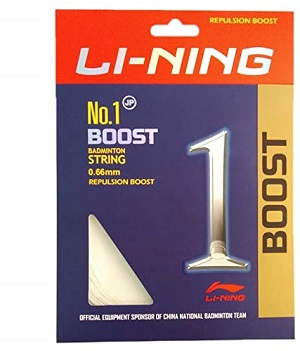 REPULSION BOOST
LI-NING
No.1 JP
BOOST
BADMINTON
STRING
0.66mm
REPULSION BOOST
1
BOOST
LI-NING
OFFICIAL EQUIPMENT SPONSOR OF CHINA NATIONAL BADMINTON TEAM